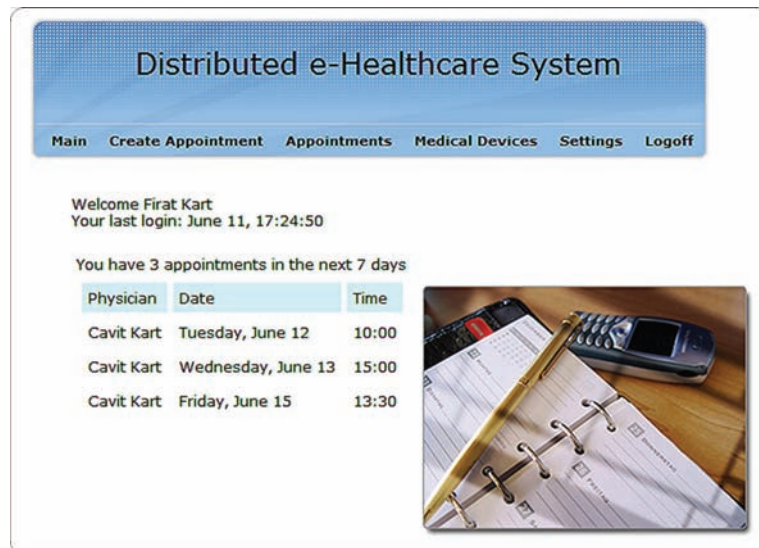 Distributed e-Healthcare System
Main Create Appointment Appointments Medical Devices Settings Logoff
Welcome Firat Kart
Your last login: June 11, 17:24:50
You have 3 appointments in the next 7 days
Physician Date Time
Cavit Kart Tuesday, June 12 10:00
Cavit Kart Wednesday, June 13 15:00
Cavit Kart Friday, June 15 13:30